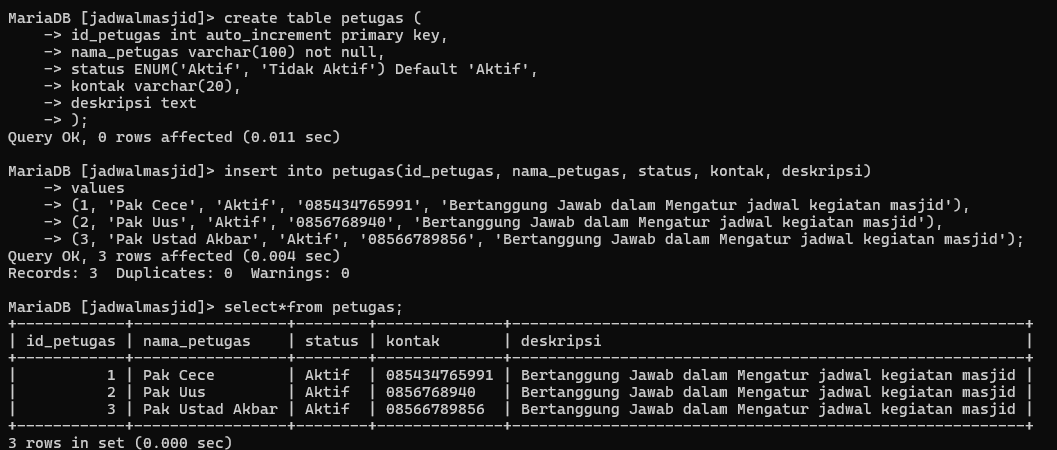 MariaDB [jadwalmasjid]> create table petugas (
    -> id_petugas int auto_increment primary key,
    -> nama_petugas varchar(100) not null,
    -> status ENUM('Aktif', 'Tidak Aktif') Default 'Aktif',
    -> kontak varchar(20),
    -> deskripsi text
    -> );
Query OK, 0 rows affected (0.011 sec)

MariaDB [jadwalmasjid]> insert into petugas(id_petugas, nama_petugas, status, kontak, deskripsi)
    -> values
    -> (1, 'Pak Cece', 'Aktif', '085434765991', 'Bertanggung Jawab dalam Mengatur jadwal kegiatan masjid'),
    -> (2, 'Pak Uus', 'Aktif', '0856768940', 'Bertanggung Jawab dalam Mengatur jadwal kegiatan masjid'),
    -> (3, 'Pak Ustad Akbar', 'Aktif', '08566789856', 'Bertanggung Jawab dalam Mengatur jadwal kegiatan masjid');
Query OK, 3 rows affected (0.004 sec)
Records: 3  Duplicates: 0  Warnings: 0

MariaDB [jadwalmasjid]> select*from petugas;
+------------+-----------------+--------+--------------+---------------------------------------------------------+
| id_petugas | nama_petugas    | status | kontak       | deskripsi                                               |
+------------+-----------------+--------+--------------+---------------------------------------------------------+
|          1 | Pak Cece        | Aktif  | 085434765991 | Bertanggung Jawab dalam Mengatur jadwal kegiatan masjid |
|          2 | Pak Uus         | Aktif  | 0856768940   | Bertanggung Jawab dalam Mengatur jadwal kegiatan masjid |
|          3 | Pak Ustad Akbar | Aktif  | 08566789856  | Bertanggung Jawab dalam Mengatur jadwal kegiatan masjid |
+------------+-----------------+--------+--------------+---------------------------------------------------------+
3 rows in set (0.000 sec)